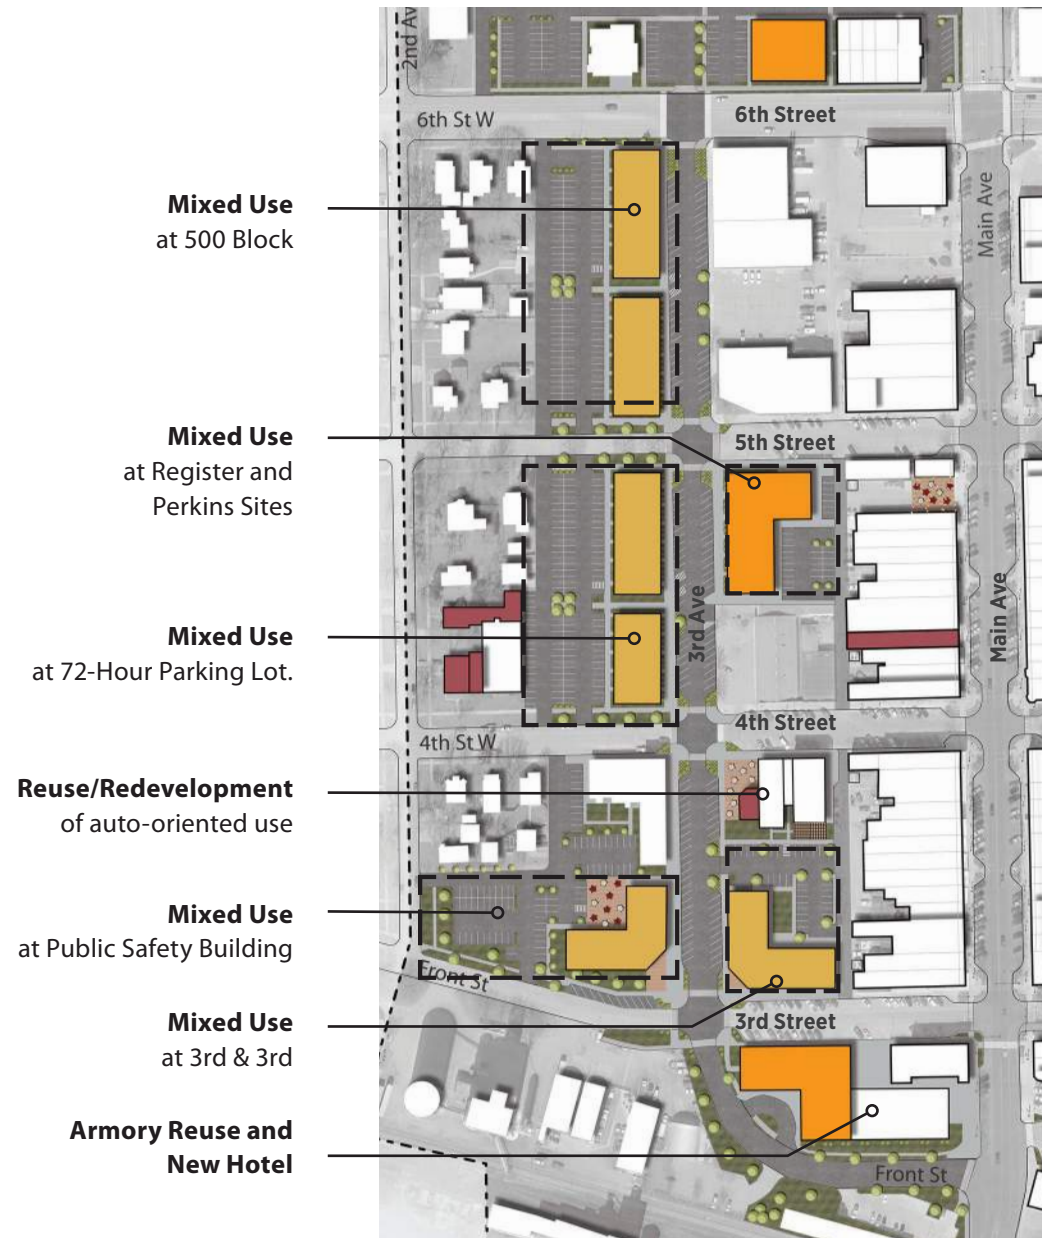 2nd Av
6th St W
6th Street
Mixed Use
at 500 Block
Main Ave
Mixed Use
at Register and
Perkins Sites
5th Street
3rd Ave
Main Ave
Mixed Use
at 72-Hour Parking Lot.
4th St W
4th Street
Reuse/Redevelopment
of auto-oriented use
Mixed Use
at Public Safety Building
Front St
Mixed Use
at 3rd & 3rd
3rd Street
Armory Reuse and
New Hotel
Front St